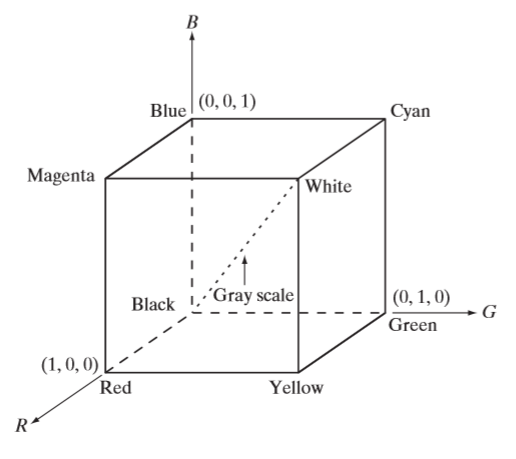 B
Blue
(0, 0, 1)
Cyan
Magenta
White
Black
Gray scale
(0, 1, 0)
G
Green
(1, 0, 0)
Red
Yellow
R